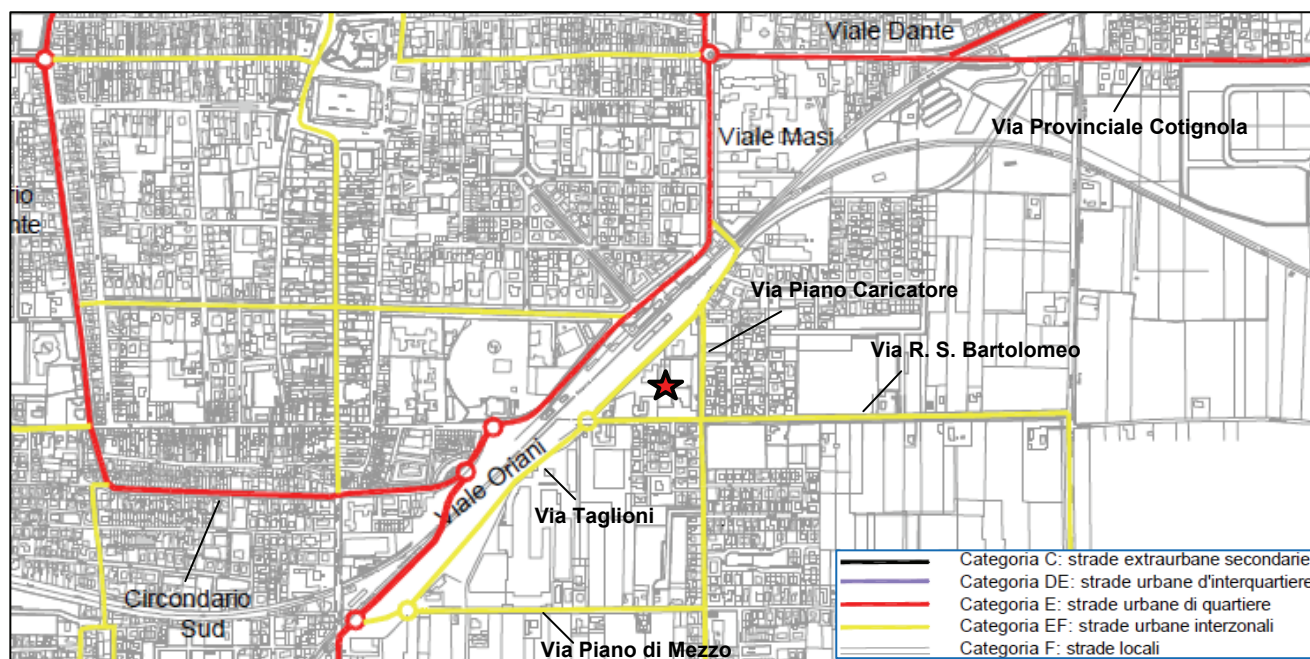 Viale Dante
Via Provinciale Cotignola
Viale Masi
rio
nte
Via Piano Caricatore
Via R. S. Bartolomeo
Viale Oriani
Via Taglioni
Circondario
Sud
Via Piano di Mezzo
Categoria C: strade extraurbane secondarie
Categoria DE: strade urbane d'interquartiere
Categoria E: strade urbane di quartiere
Categoria EF: strade urbane interzonali
Categoria F: strade locali